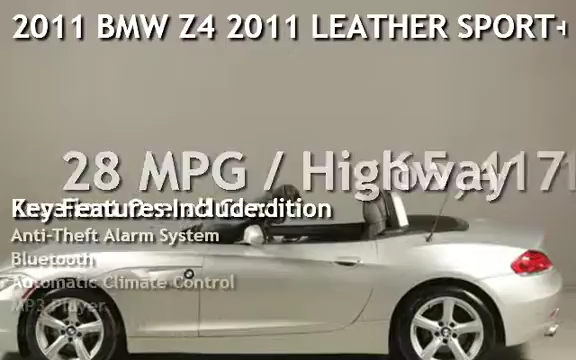 2011 BMW Z4 2011 LEATHER SPORT+
28 MPG / Highway
Key Features Include
Anti-Theft Alarm System
Bluetooth
Automatic Climate Control
MP3 Player